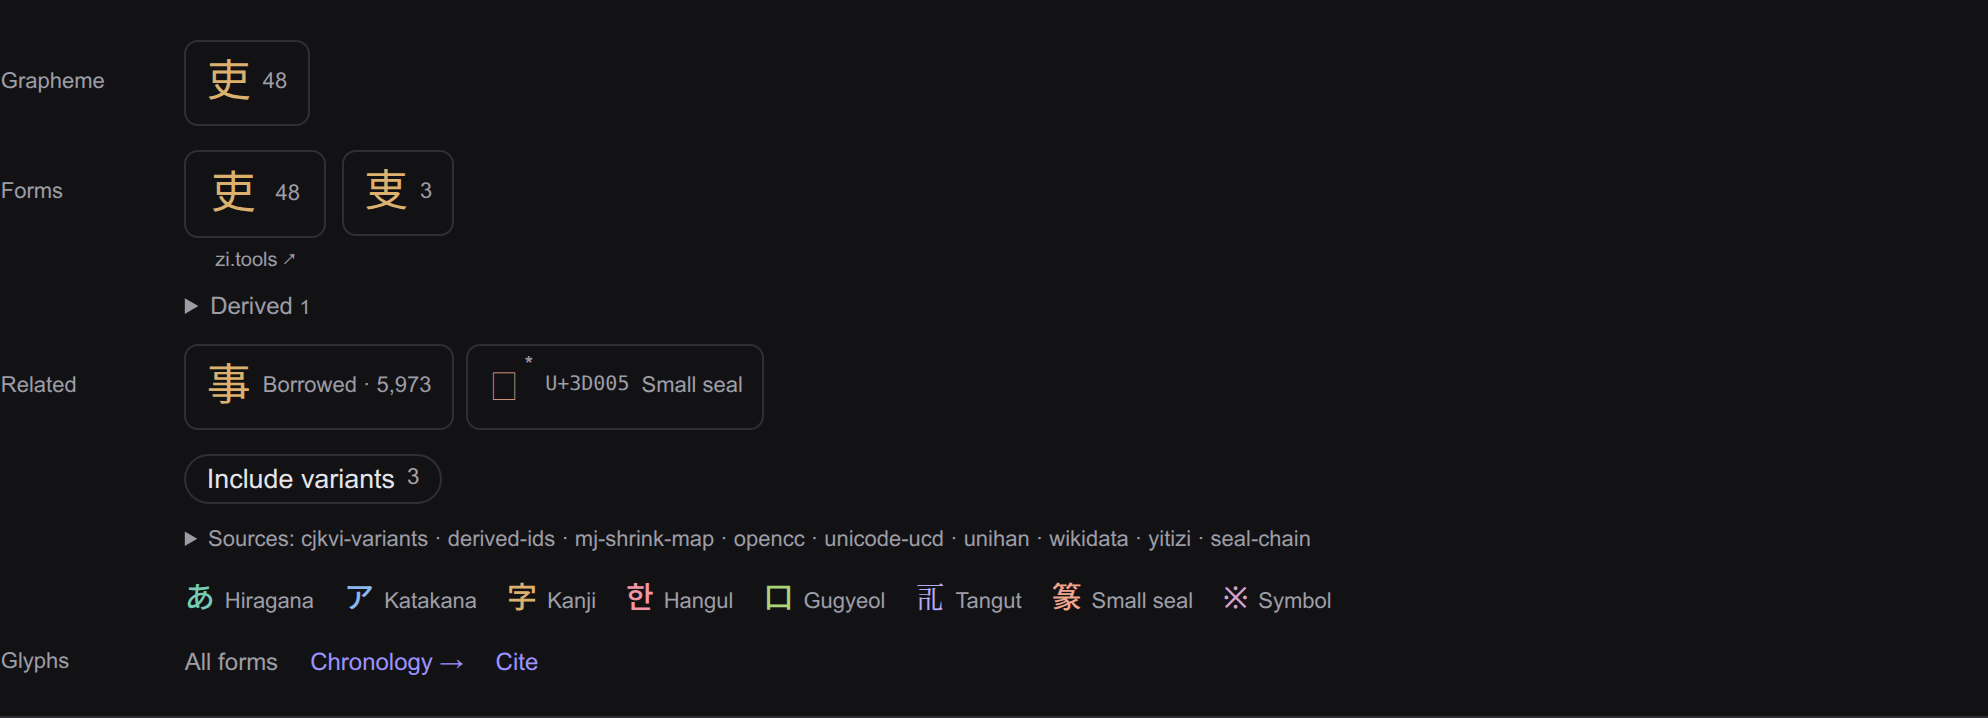 Grapheme 吏 48
Forms 吏 48 叓 3
zi.tools ↗
▶ Derived 1
Related 事 Borrowed · 5,973 * U+3D005 Small seal
Include variants 3
▶ Sources: cjkvi-variants · derived-ids · mj-shrink-map · opencc · unicode-ucd · unihan · wikidata · yitizi · seal-chain
あ Hiragana ア Katakana 字 Kanji 한 Hangul 口 Gugyeol Tangut 篆 Small seal ※ Symbol
Glyphs All forms Chronology → Cite